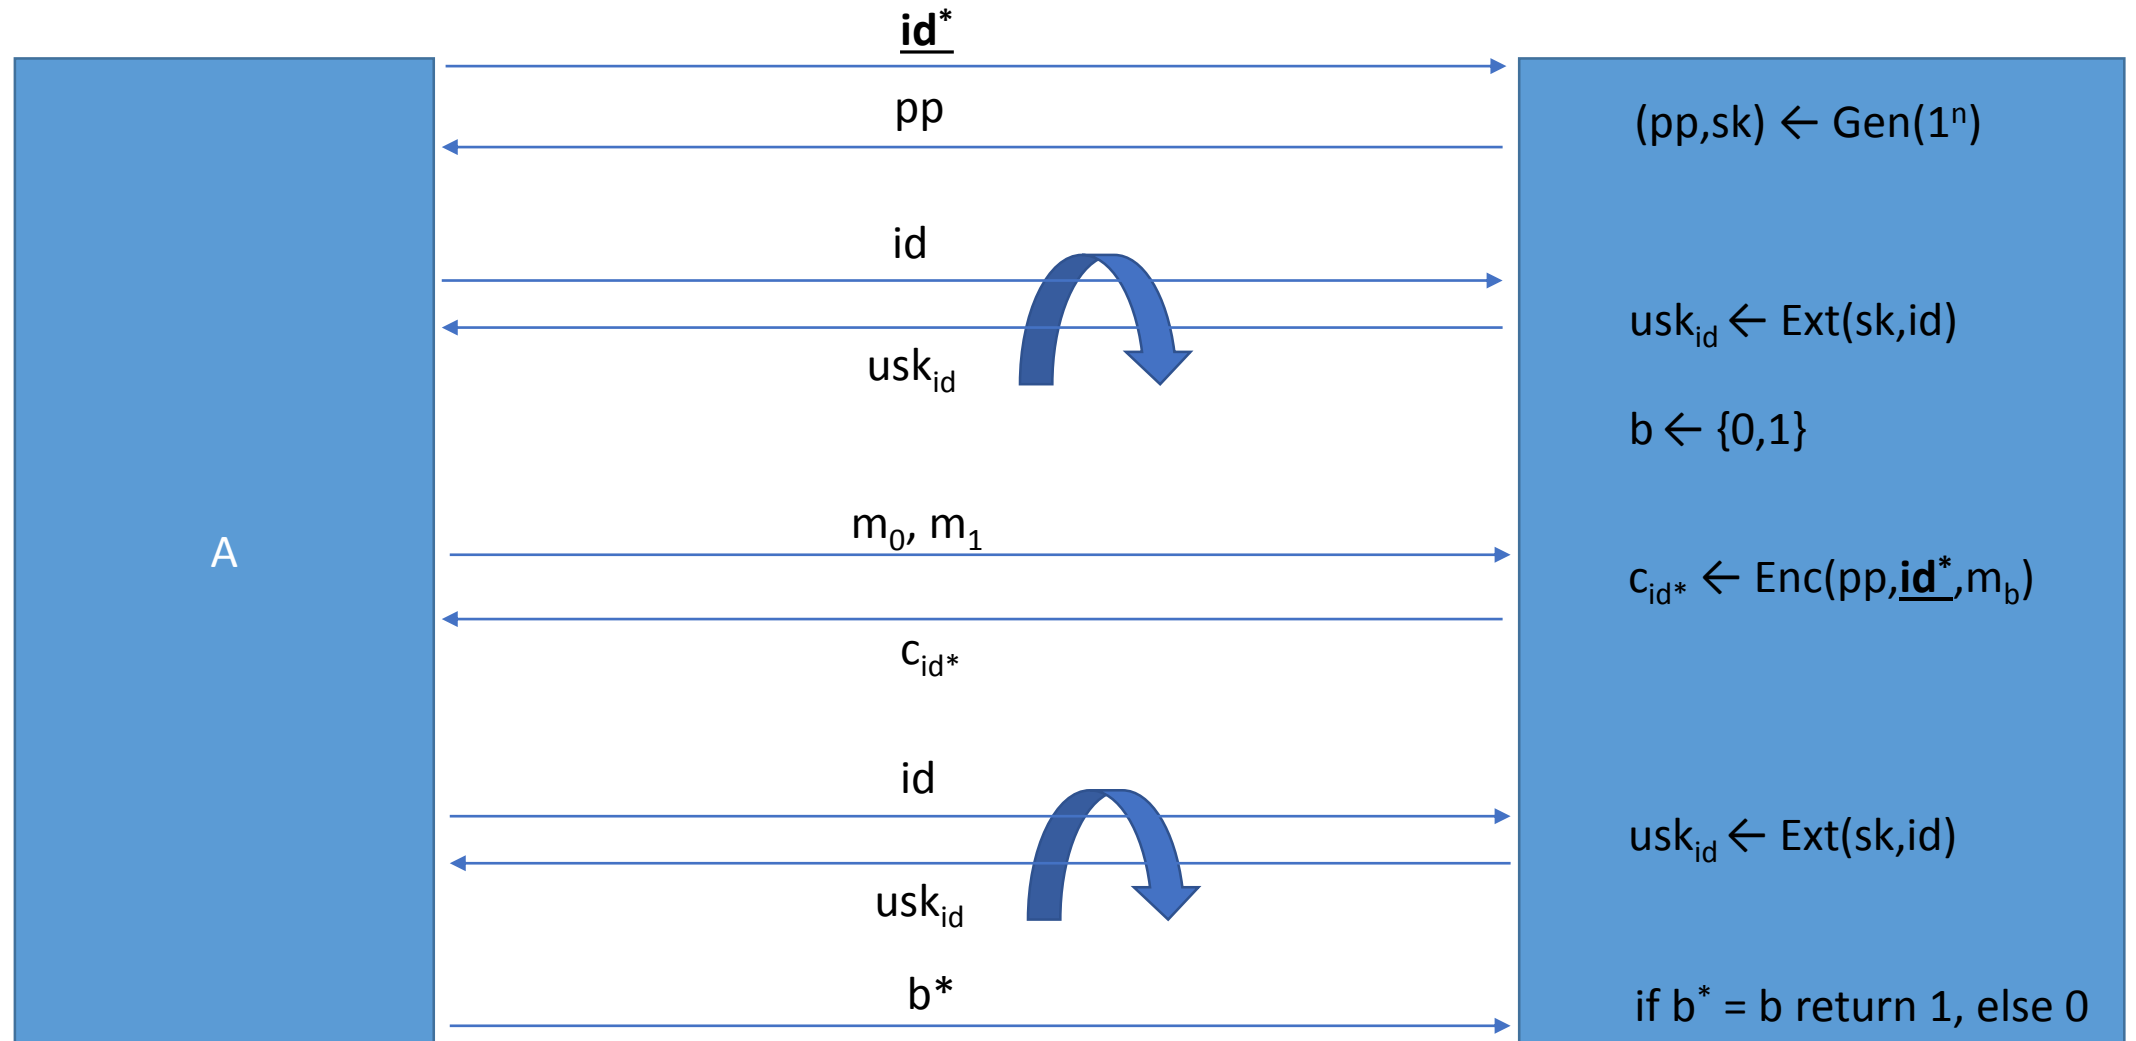 id*
pp
(pp,sk) ← Gen(1ⁿ)
id
usk_id ← Ext(sk,id)
usk_id
b ← {0,1}
m₀, m₁
A
c_id* ← Enc(pp,id*,m_b)
c_id*
id
usk_id ← Ext(sk,id)
usk_id
b*
if b* = b return 1, else 0